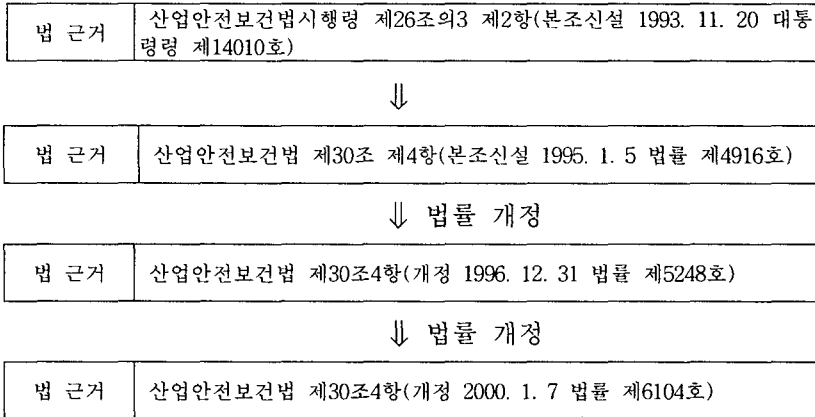 법 근거 산업안전보건법시행령 제26조의3 제2항(본조신설 1993. 11. 20 대통
령령 제14010호)
⇓
법 근거 산업안전보건법 제30조 제4항(본조신설 1995. 1. 5 법률 제4916호)
⇓ 법률 개정
법 근거 산업안전보건법 제30조4항(개정 1996. 12. 31 법률 제5248호)
⇓ 법률 개정
법 근거 산업안전보건법 제30조4항(개정 2000. 1. 7 법률 제6104호)